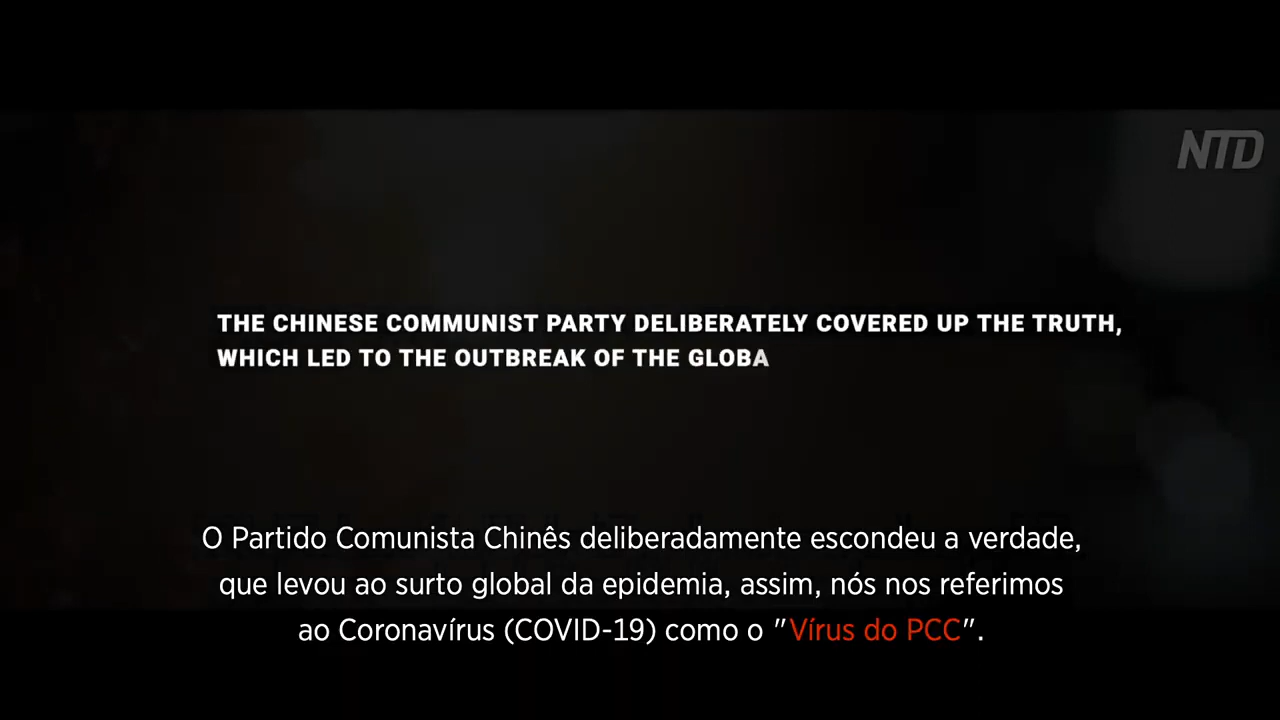 NTD
THE CHINESE COMMUNIST PARTY DELIBERATELY COVERED UP THE TRUTH,
WHICH LED TO THE OUTBREAK OF THE GLOBA
O Partido Comunista Chinês deliberadamente escondeu a verdade,
que levou ao surto global da epidemia, assim, nós nos referimos
ao Coronavírus (COVID-19) como o "Vírus do PCC".